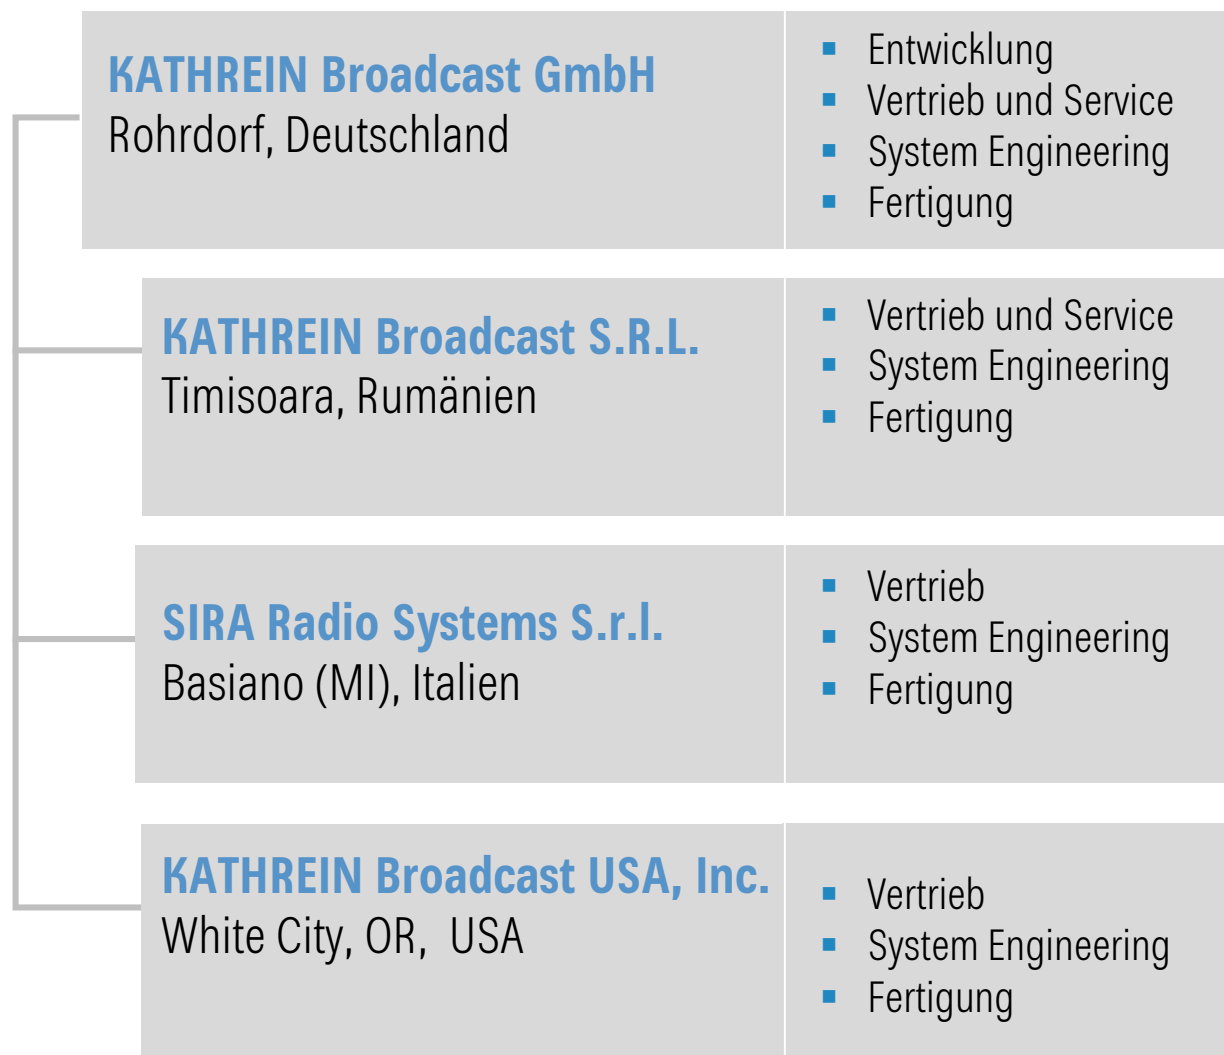 KATHREIN Broadcast GmbH
Rohrdorf, Deutschland
Entwicklung
Vertrieb und Service
System Engineering
Fertigung
KATHREIN Broadcast S.R.L.
Timisoara, Rumänien
Vertrieb und Service
System Engineering
Fertigung
SIRA Radio Systems S.r.l.
Basiano (MI), Italien
Vertrieb
System Engineering
Fertigung
KATHREIN Broadcast USA, Inc.
White City, OR, USA
Vertrieb
System Engineering
Fertigung